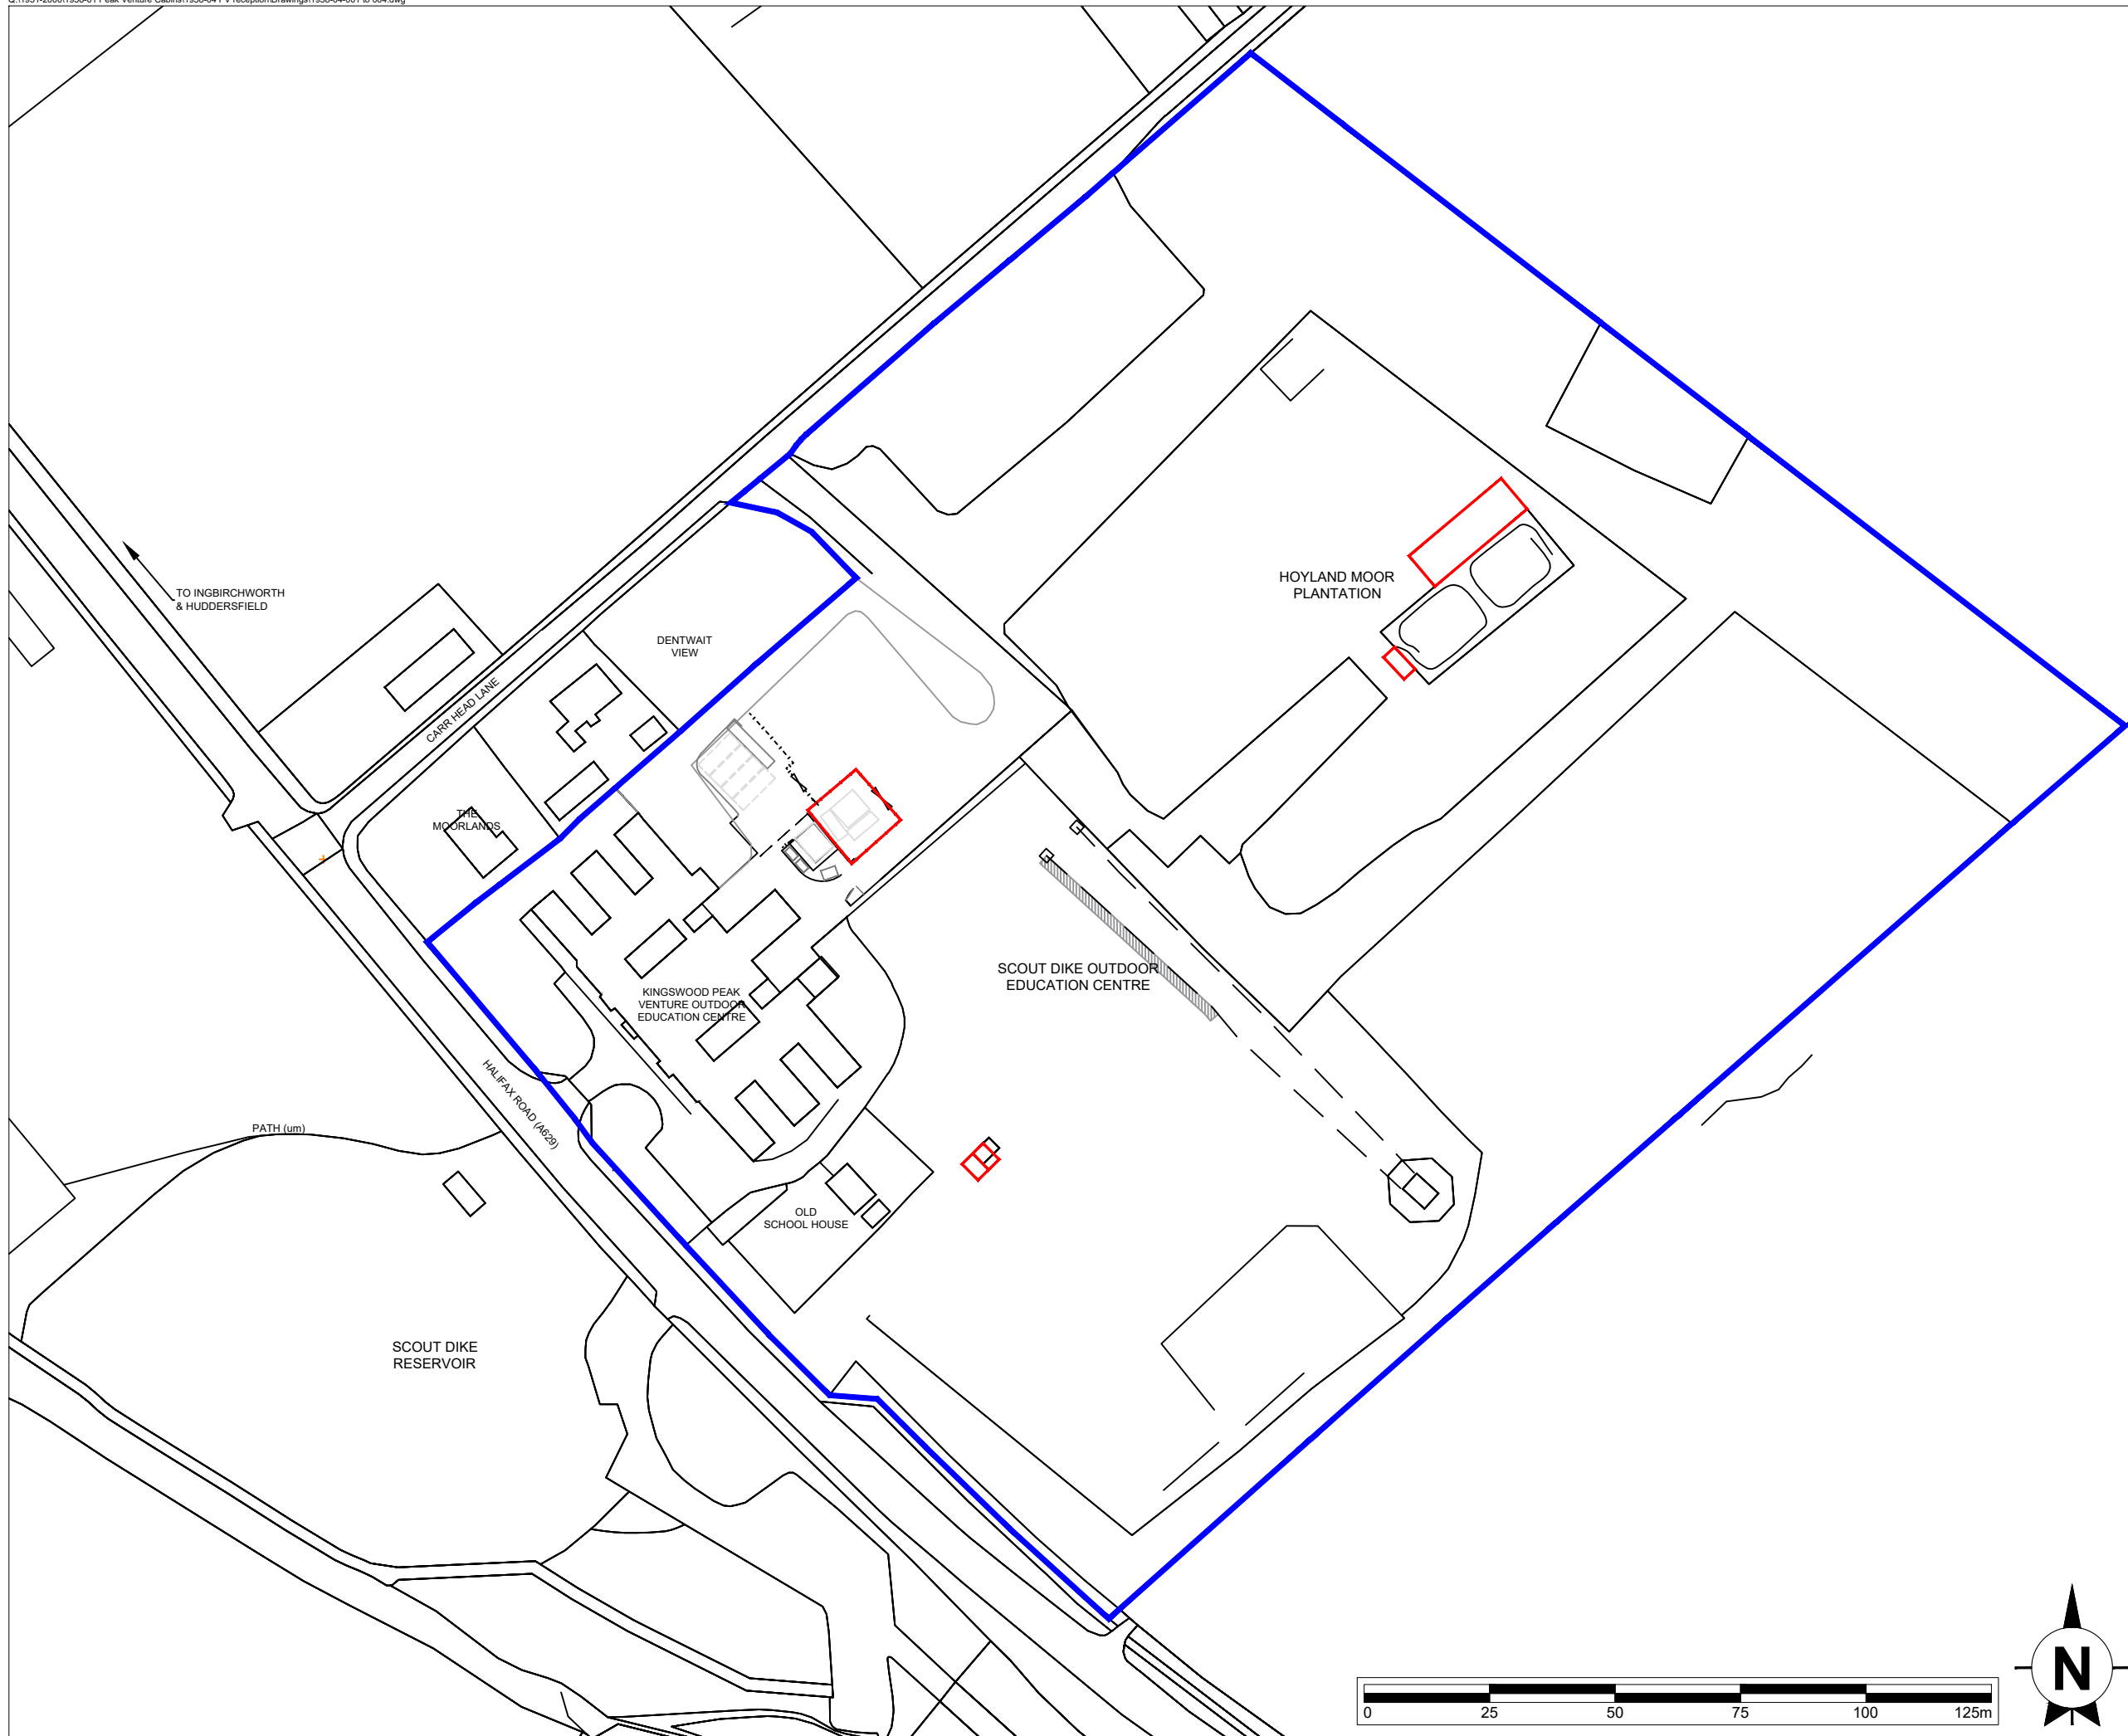 TO INGBIRCHWORTH
& HUDDERSFIELD
HOYLAND MOOR
PLANTATION
DENTWAIT
VIEW
CARR HEAD LANE
THE
MOORLANDS
SCOUT DIKE OUTDOOR
EDUCATION CENTRE
KINGSWOOD PEAK
VENTURE OUTDOOR
EDUCATION CENTRE
HALIFAX ROAD (A629)
PATH (um)
OLD
SCHOOL HOUSE
SCOUT DIKE
RESERVOIR
N
0 25 50 75 100 125m